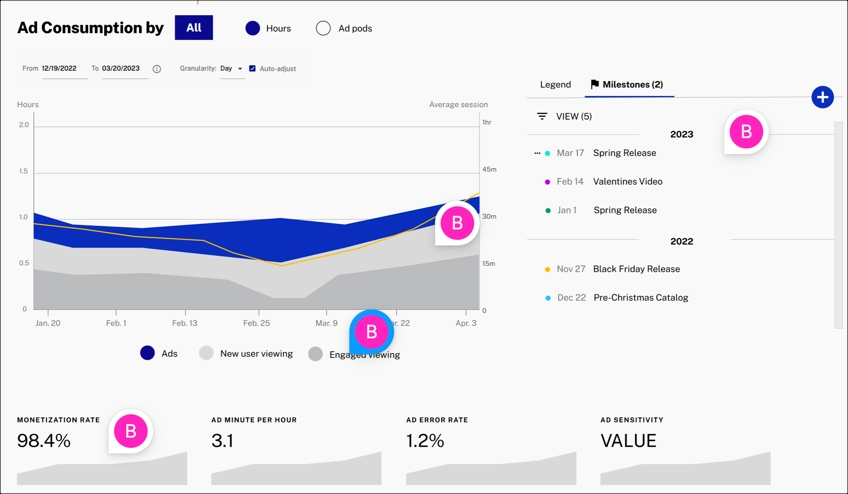 Ad Consumption by All Hours Ad pods
From 12/19/2022 To 03/20/2023 Granularity: Day Auto-adjust
Hours Average session
2.0 1hr
1.5 45m
1.0 30m
0.5 15m
0 0
Jan. 20 Feb. 1 Feb. 13 Feb. 25 Mar. 9 r. 22 Apr. 3
B
B
Ads New user viewing Engaged viewing
Legend Milestones (2)
+
VIEW (5)
2023
B
Mar 17 Spring Release
Feb 14 Valentines Video
Jan 1 Spring Release
2022
Nov 27 Black Friday Release
Dec 22 Pre-Christmas Catalog
MONETIZATION RATE
98.4%
B
AD MINUTE PER HOUR
3.1
AD ERROR RATE
1.2%
AD SENSITIVITY
VALUE